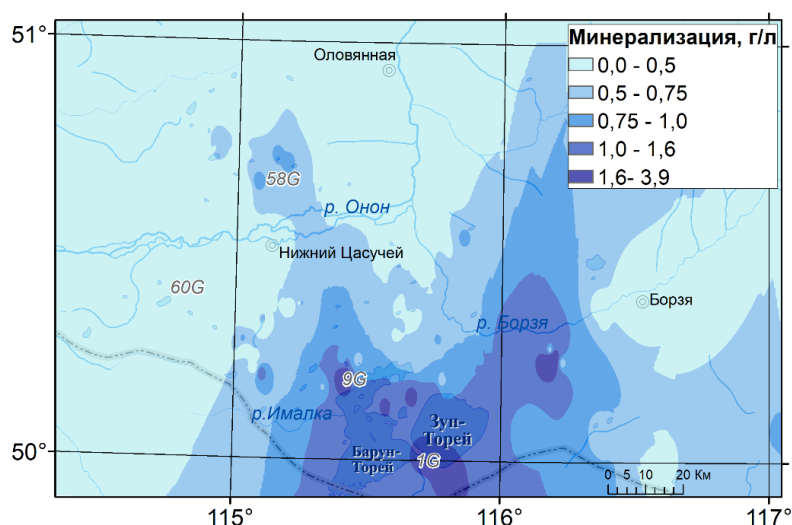 51°
Оловянная
Минерализация, г/л
0,0 - 0,5
0,5 - 0,75
0,75 - 1,0
1,0 - 1,6
1,6- 3,9
58G
р. Онон
Нижний Цасучей
60G
Борзя
р. Борзя
9G
р.Ималка
Зун-
Торей
Барун-
Торей
1G
50°
0 5 10 20 Км
115°
116°
117°